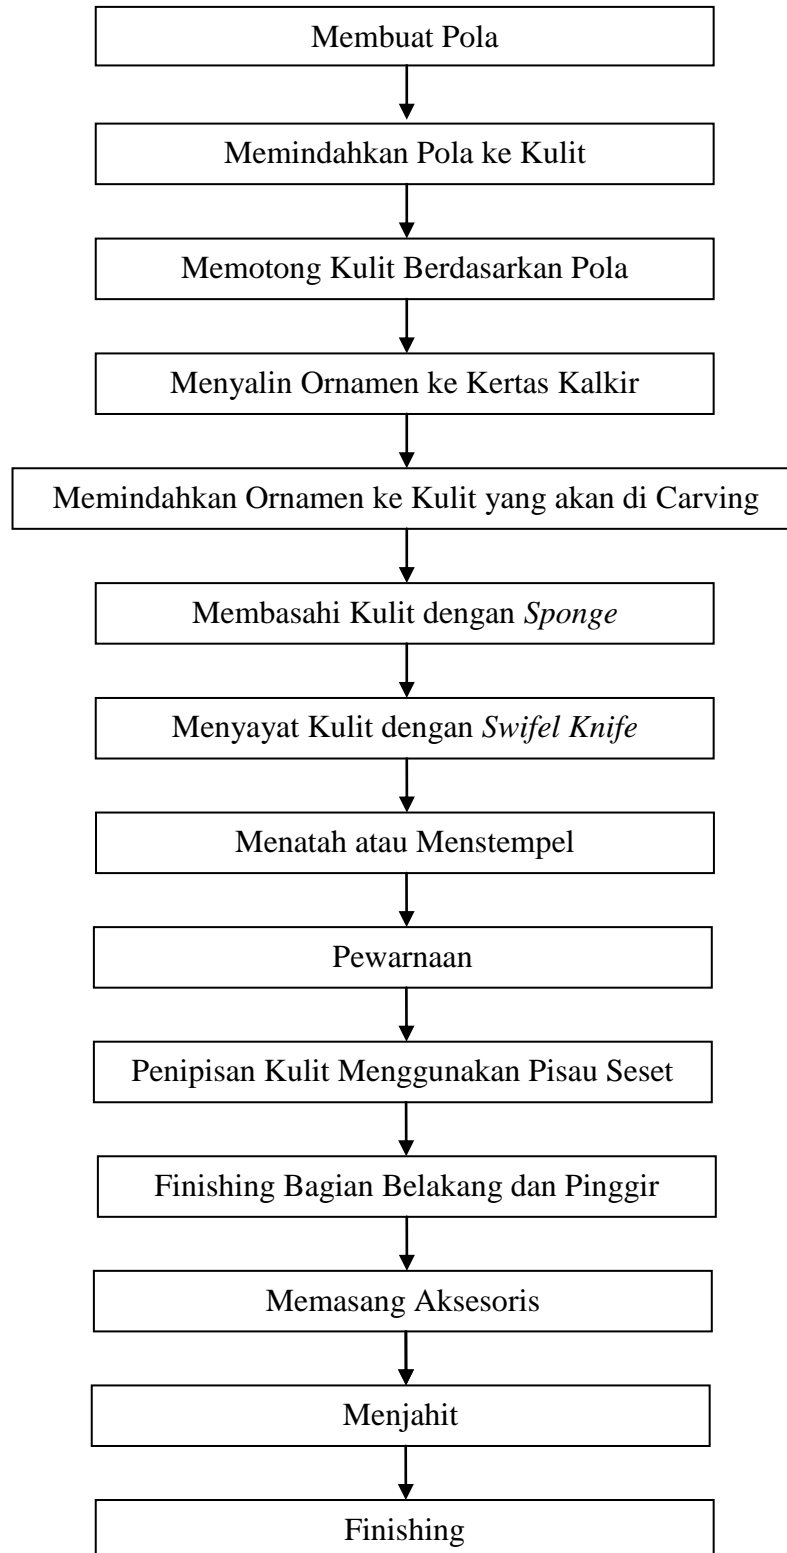 Membuat Pola
Memindahkan Pola ke Kulit
Memotong Kulit Berdasarkan Pola
Menyalin Ornamen ke Kertas Kalkir
Memindahkan Ornamen ke Kulit yang akan di Carving
Membasahi Kulit dengan Sponge
Menyayat Kulit dengan Swifel Knife
Menatah atau Menstempel
Pewarnaan
Penipisan Kulit Menggunakan Pisau Seset
Finishing Bagian Belakang dan Pinggir
Memasang Aksesoris
Menjahit
Finishing